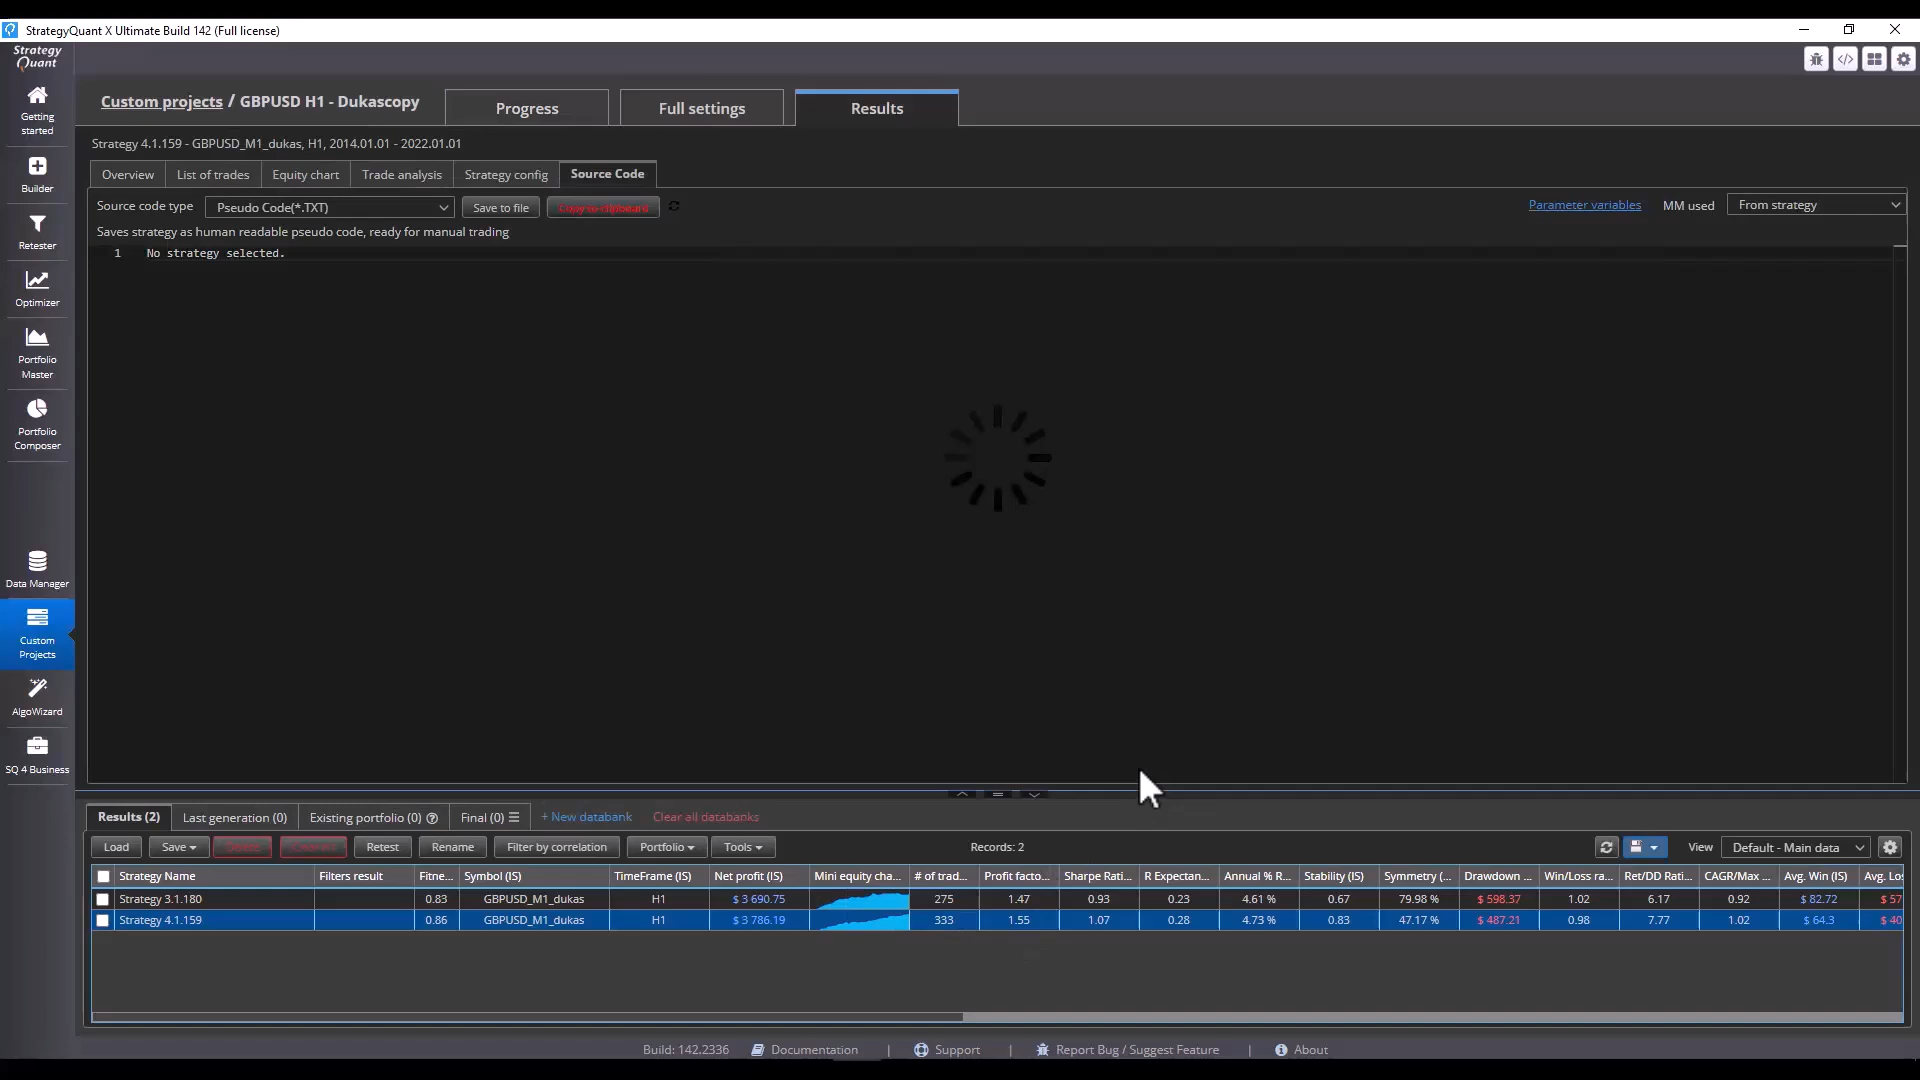 StrategyQuant X Ultimate Build 142 (Full license)
Strategy
Quant
Getting
started
Builder
Retester
Optimizer
Portfolio
Master
Portfolio
Composer
Data Manager
Custom
Projects
AlgoWizard
SQ 4 Business
Custom projects / GBPUSD H1 - Dukascopy
Progress
Full settings
Results
Strategy 4.1.159 - GBPUSD_M1_dukas, H1, 2014.01.01 - 2022.01.01
Overview
List of trades
Equity chart
Trade analysis
Strategy config
Source Code
Source code type
Pseudo Code(*.TXT)
Save to file
Copy to clipboard
Parameter variables
MM used
From strategy
Saves strategy as human readable pseudo code, ready for manual trading
1 No strategy selected.
Results (2)
Last generation (0)
Existing portfolio (0)
Final (0)
+ New databank
Clear all databanks
Load
Save
Retest
Rename
Filter by correlation
Portfolio
Tools
Records: 2
View
Default - Main data
Strategy Name Filters result Fitne... Symbol (IS) TimeFrame (IS) Net profit (IS) Mini equity cha... # of trad... Profit facto... Sharpe Rati... R Expectan... Annual % R... Stability (IS) Symmetry (... Drawdown ... Win/Loss ra... Ret/DD Rati... CAGR/Max ... Avg. Win (IS) Avg. Lo
Strategy 3.1.180 0.83 GBPUSD_M1_dukas H1 $ 3 690.75 275 1.47 0.93 0.23 4.61 % 0.67 79.98 % $ 598.37 1.02 6.17 0.92 $ 82.72 $ 57
Strategy 4.1.159 0.86 GBPUSD_M1_dukas H1 $ 3 786.19 333 1.55 1.07 0.28 4.73 % 0.83 47.17 % $ 487.21 0.98 7.77 1.02 $ 64.3 $ 40
Build: 142.2336
Documentation
|
Support
|
Report Bug / Suggest Feature
|
About